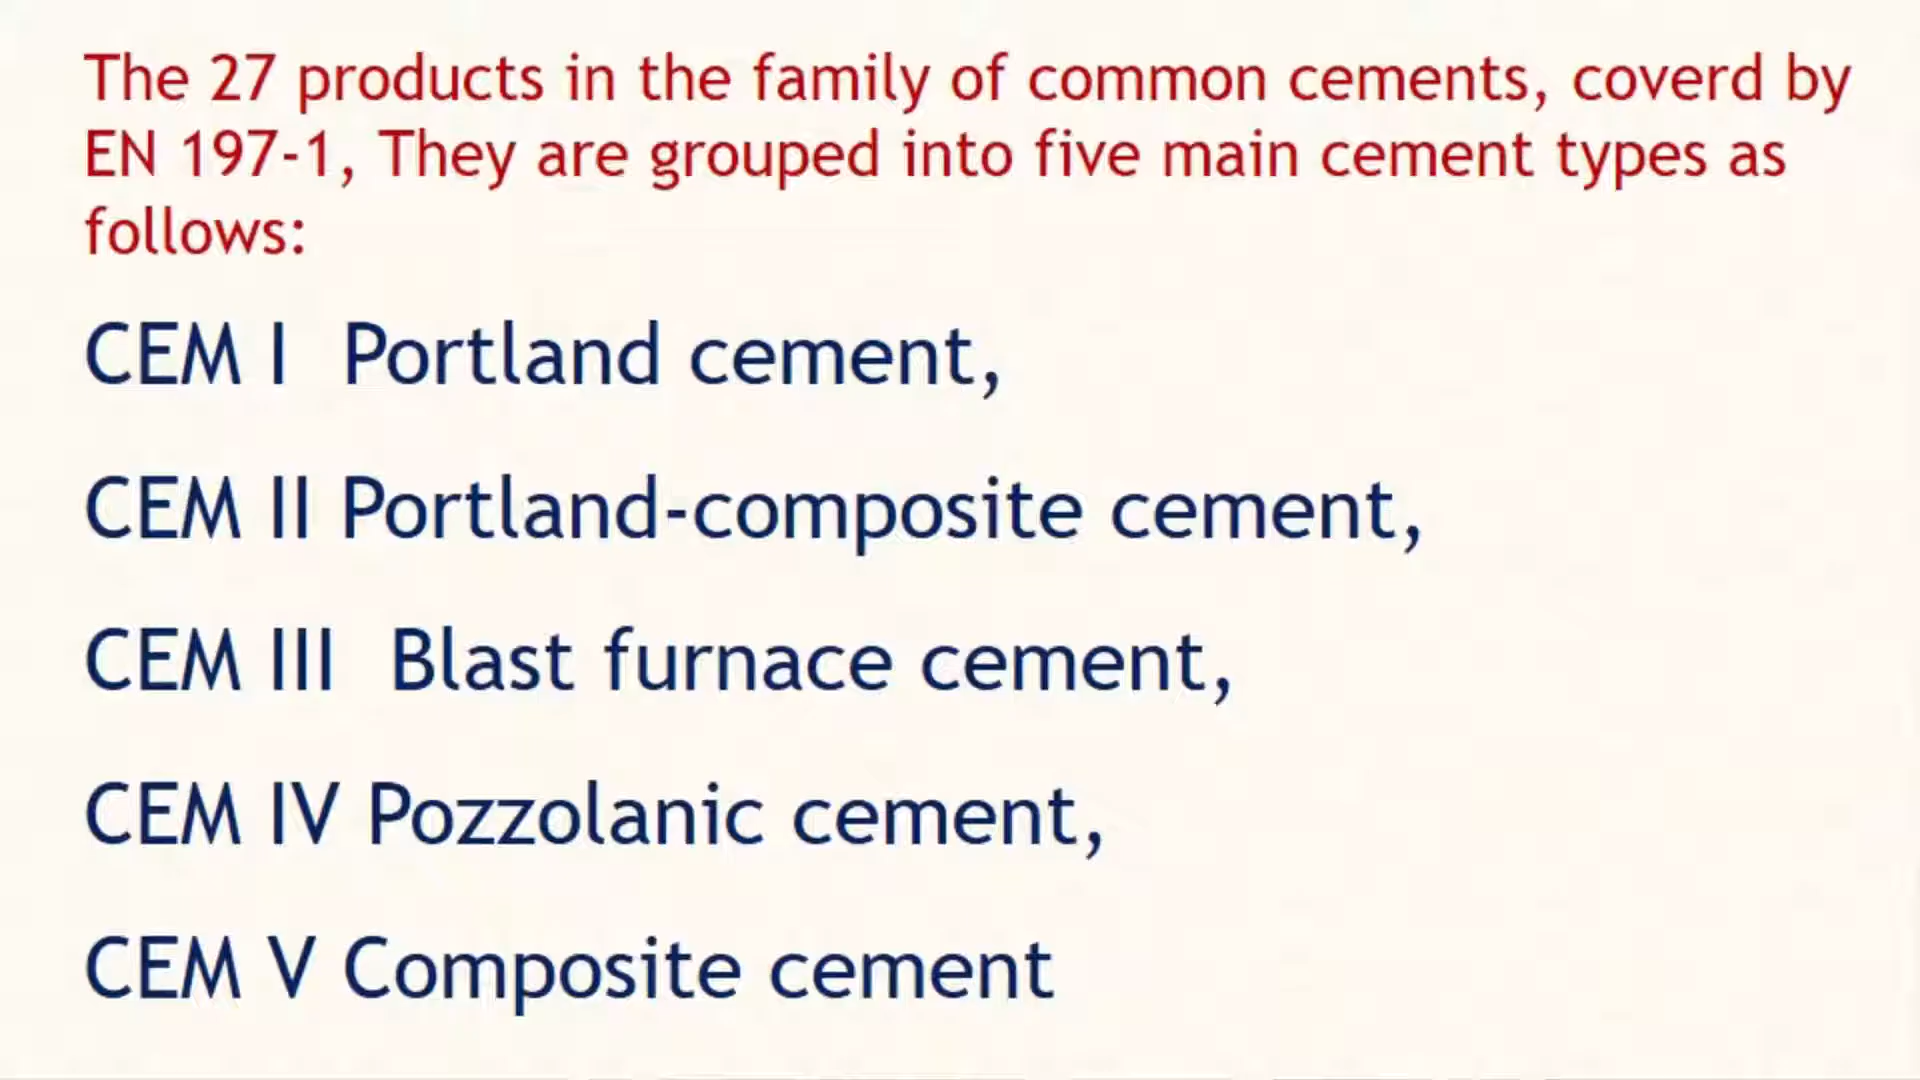 The 27 products in the family of common cements, coverd by
EN 197-1, They are grouped into five main cement types as
follows:
CEM I  Portland cement,
CEM II Portland-composite cement,
CEM III  Blast furnace cement,
CEM IV Pozzolanic cement,
CEM V Composite cement